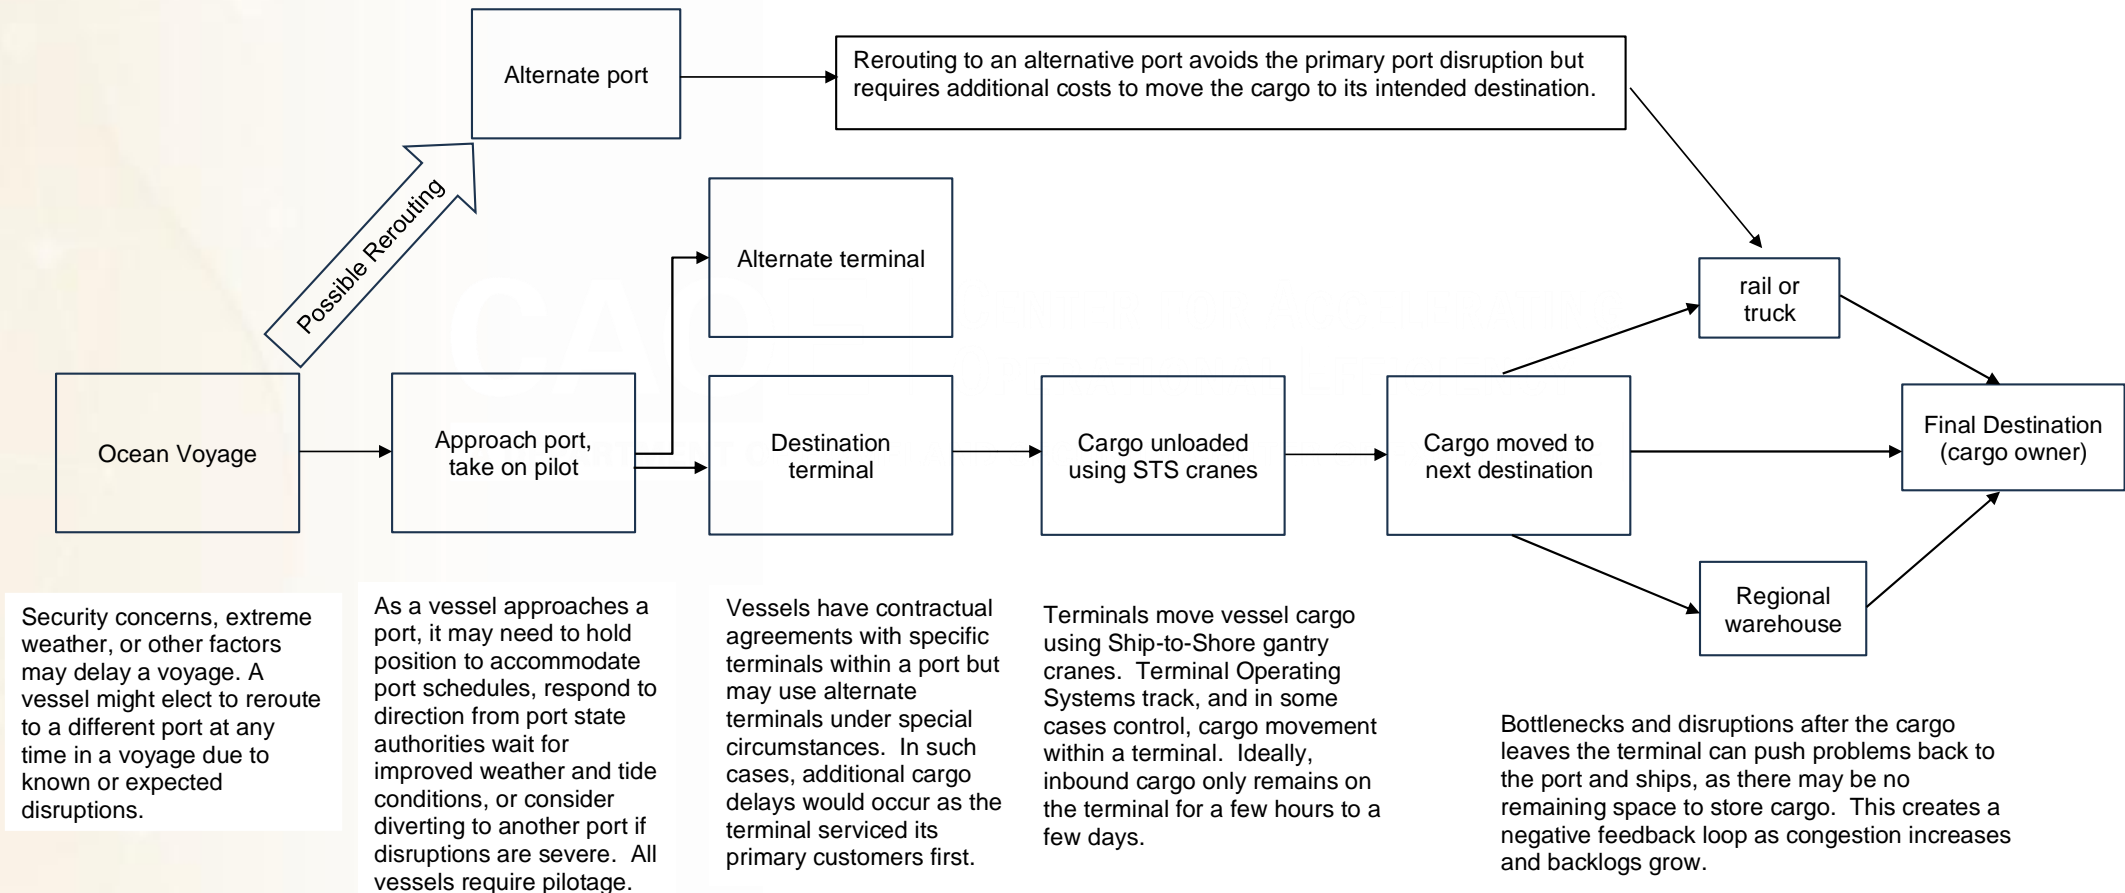 Alternate port
Rerouting to an alternative port avoids the primary port disruption but
requires additional costs to move the cargo to its intended destination.
Possible Rerouting
Alternate terminal
rail or
truck
Ocean Voyage
Approach port,
take on pilot
Destination
terminal
Cargo unloaded
using STS cranes
Cargo moved to
next destination
Final Destination
(cargo owner)
Regional
warehouse
Security concerns, extreme
weather, or other factors
may delay a voyage. A
vessel might elect to reroute
to a different port at any
time in a voyage due to
known or expected
disruptions.
As a vessel approaches a
port, it may need to hold
position to accommodate
port schedules, respond to
direction from port state
authorities wait for
improved weather and tide
conditions, or consider
diverting to another port if
disruptions are severe.  All
vessels require pilotage.
Vessels have contractual
agreements with specific
terminals within a port but
may use alternate
terminals under special
circumstances.  In such
cases, additional cargo
delays would occur as the
terminal serviced its
primary customers first.
Terminals move vessel cargo
using Ship-to-Shore gantry
cranes.  Terminal Operating
Systems track, and in some
cases control, cargo movement
within a terminal.  Ideally,
inbound cargo only remains on
the terminal for a few hours to a
few days.
Bottlenecks and disruptions after the cargo
leaves the terminal can push problems back to
the port and ships, as there may be no
remaining space to store cargo.  This creates a
negative feedback loop as congestion increases
and backlogs grow.